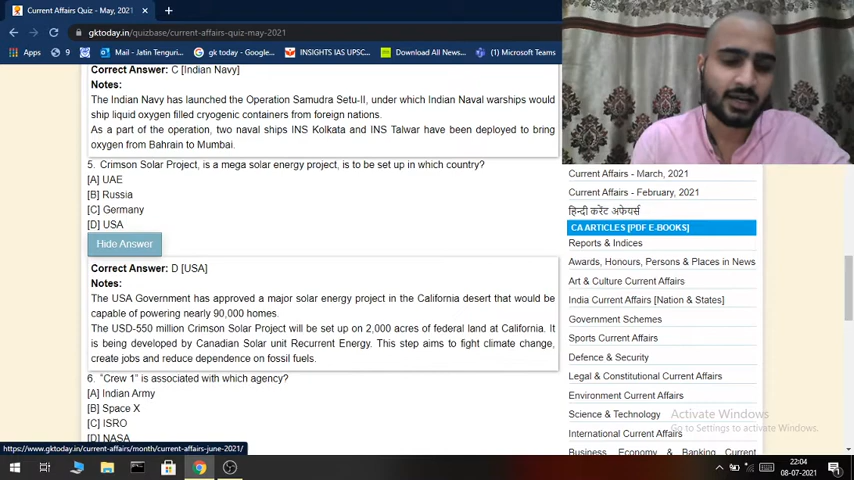 Current Affairs Quiz - May, 2021
gktoday.in/quizbase/current-affairs-quiz-may-2021
Apps
9
Mail - Jatin Tenguri...
gk today - Google...
INSIGHTS IAS UPSC...
Download All News...
(1) Microsoft Teams
Correct Answer: C [Indian Navy]
Notes:
The Indian Navy has launched the Operation Samudra Setu-II, under which Indian Naval warships would
ship liquid oxygen filled cryogenic containers from foreign nations.
As a part of the operation, two naval ships INS Kolkata and INS Talwar have been deployed to bring
oxygen from Bahrain to Mumbai.
5. Crimson Solar Project, is a mega solar energy project, is to be set up in which country?
[A] UAE
[B] Russia
[C] Germany
[D] USA
Hide Answer
Correct Answer: D [USA]
Notes:
The USA Government has approved a major solar energy project in the California desert that would be
capable of powering nearly 90,000 homes.
The USD-550 million Crimson Solar Project will be set up on 2,000 acres of federal land at California. It
is being developed by Canadian Solar unit Recurrent Energy. This step aims to fight climate change,
create jobs and reduce dependence on fossil fuels.
6. "Crew 1" is associated with which agency?
[A] Indian Army
[B] Space X
[C] ISRO
[D] NASA
https://www.gktoday.in/current-affairs/month/current-affairs-june-2021/
Current Affairs - March, 2021
Current Affairs - February, 2021
हिन्दी करेंट अफेयर्स
CA ARTICLES [PDF E-BOOKS]
Reports & Indices
Awards, Honours, Persons & Places in News
Art & Culture Current Affairs
India Current Affairs [Nation & States]
Government Schemes
Sports Current Affairs
Defence & Security
Legal & Constitutional Current Affairs
Environment Current Affairs
Science & Technology
International Current Affairs
Business, Economy & Banking Current
Activate Windows
Go to Settings to activate Windows.
22:04
08-07-2021